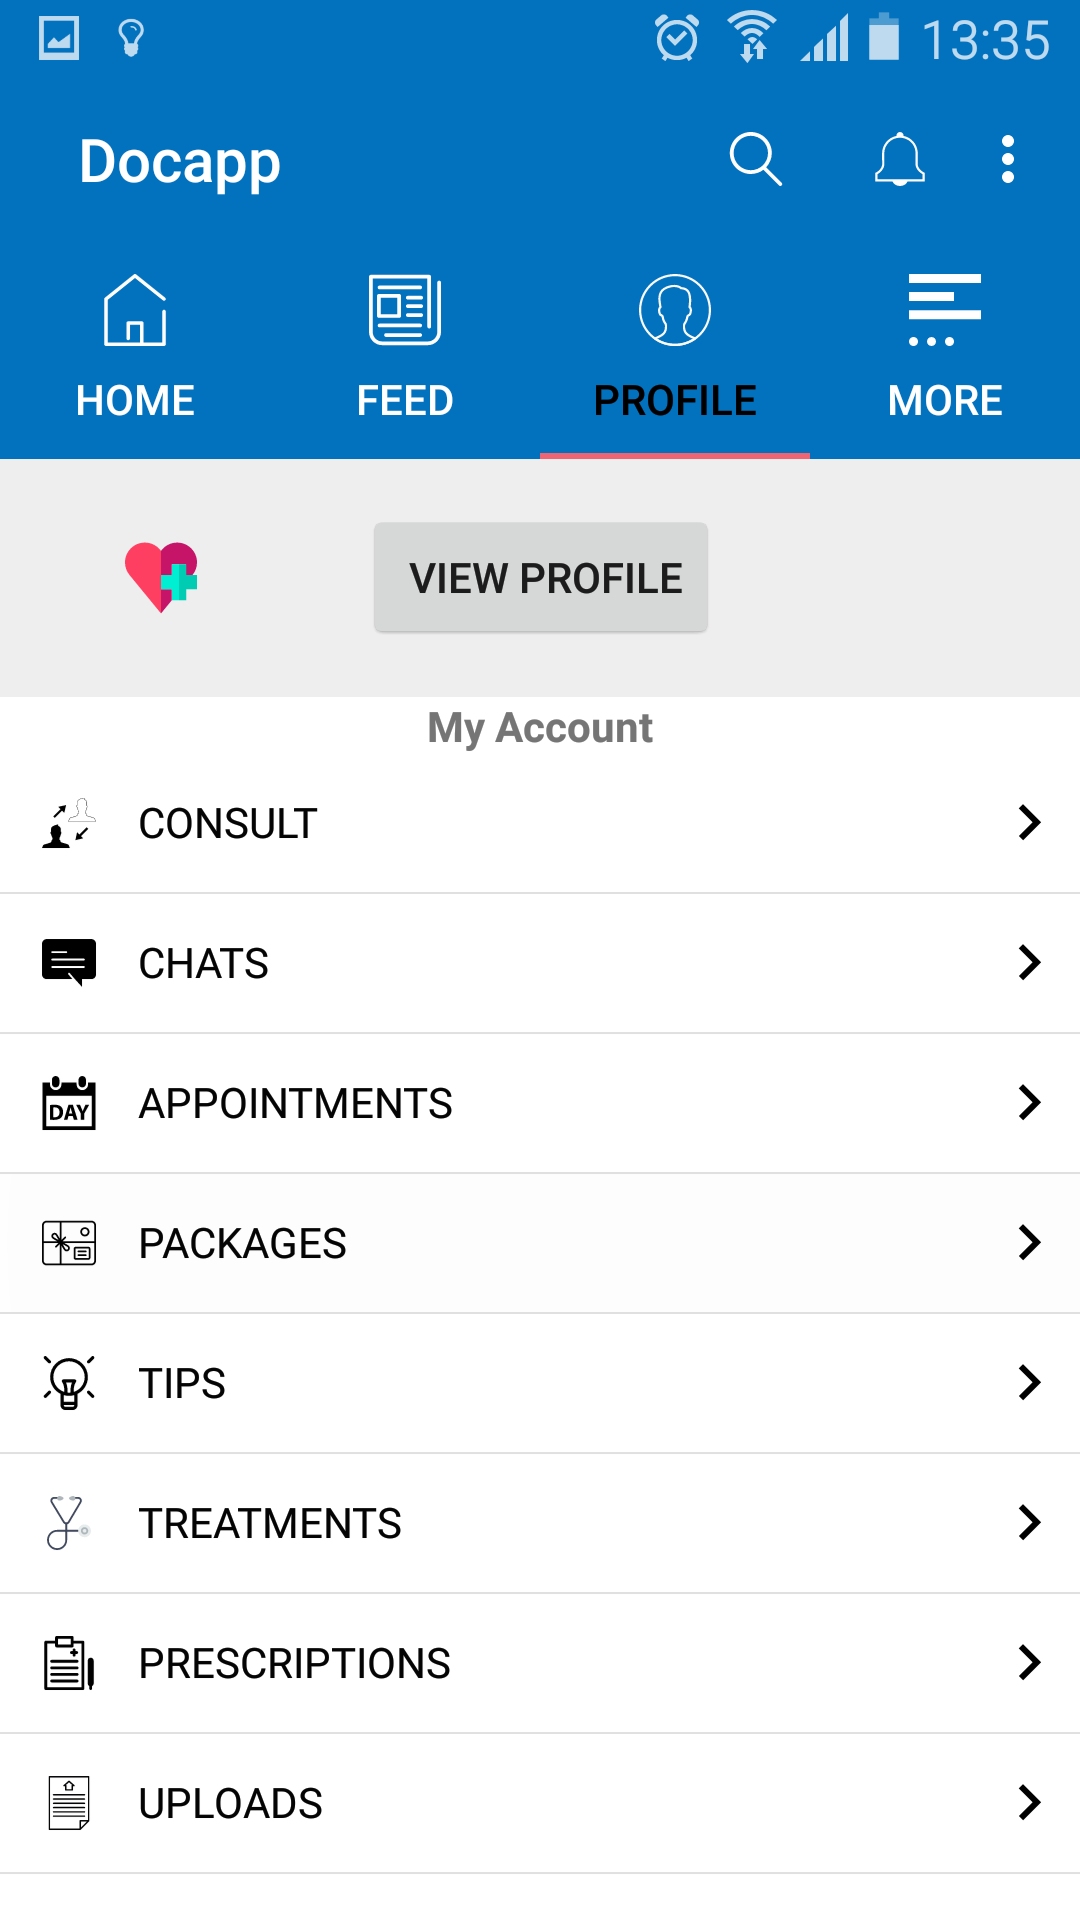 13:35
Docapp
HOME FEED PROFILE MORE
VIEW PROFILE
My Account
CONSULT
CHATS
DAY APPOINTMENTS
PACKAGES
TIPS
TREATMENTS
PRESCRIPTIONS
UPLOADS